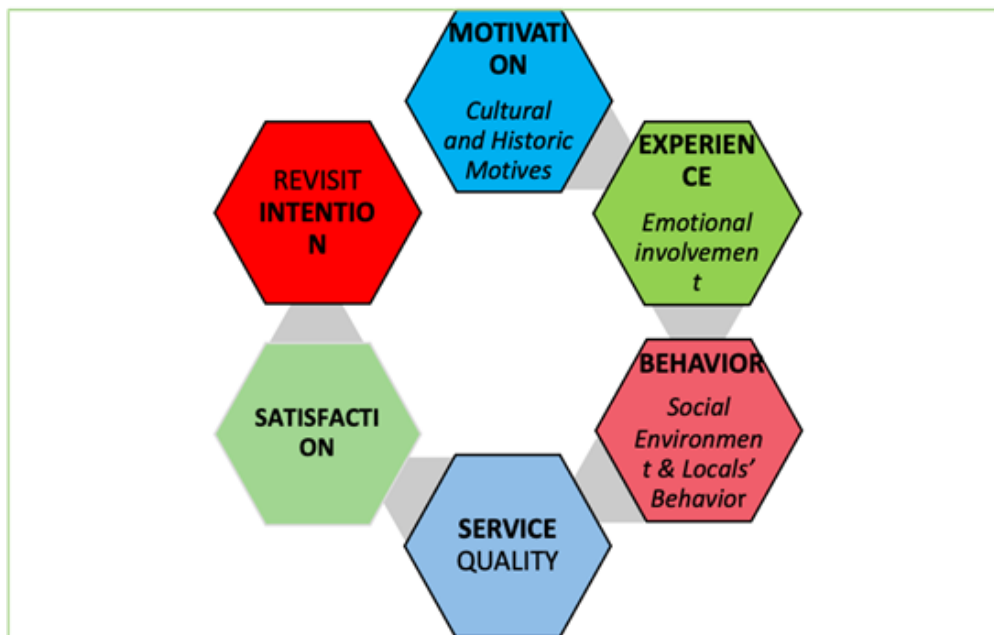 MOTIVATI
ON
Cultural
and Historic
Motives
EXPERIEN
CE
Emotional
involvemen
t
BEHAVIOR
Social
Environmen
t & Locals’
Behavior
SERVICE
QUALITY
SATISFACTI
ON
REVISIT
INTENTIO
N